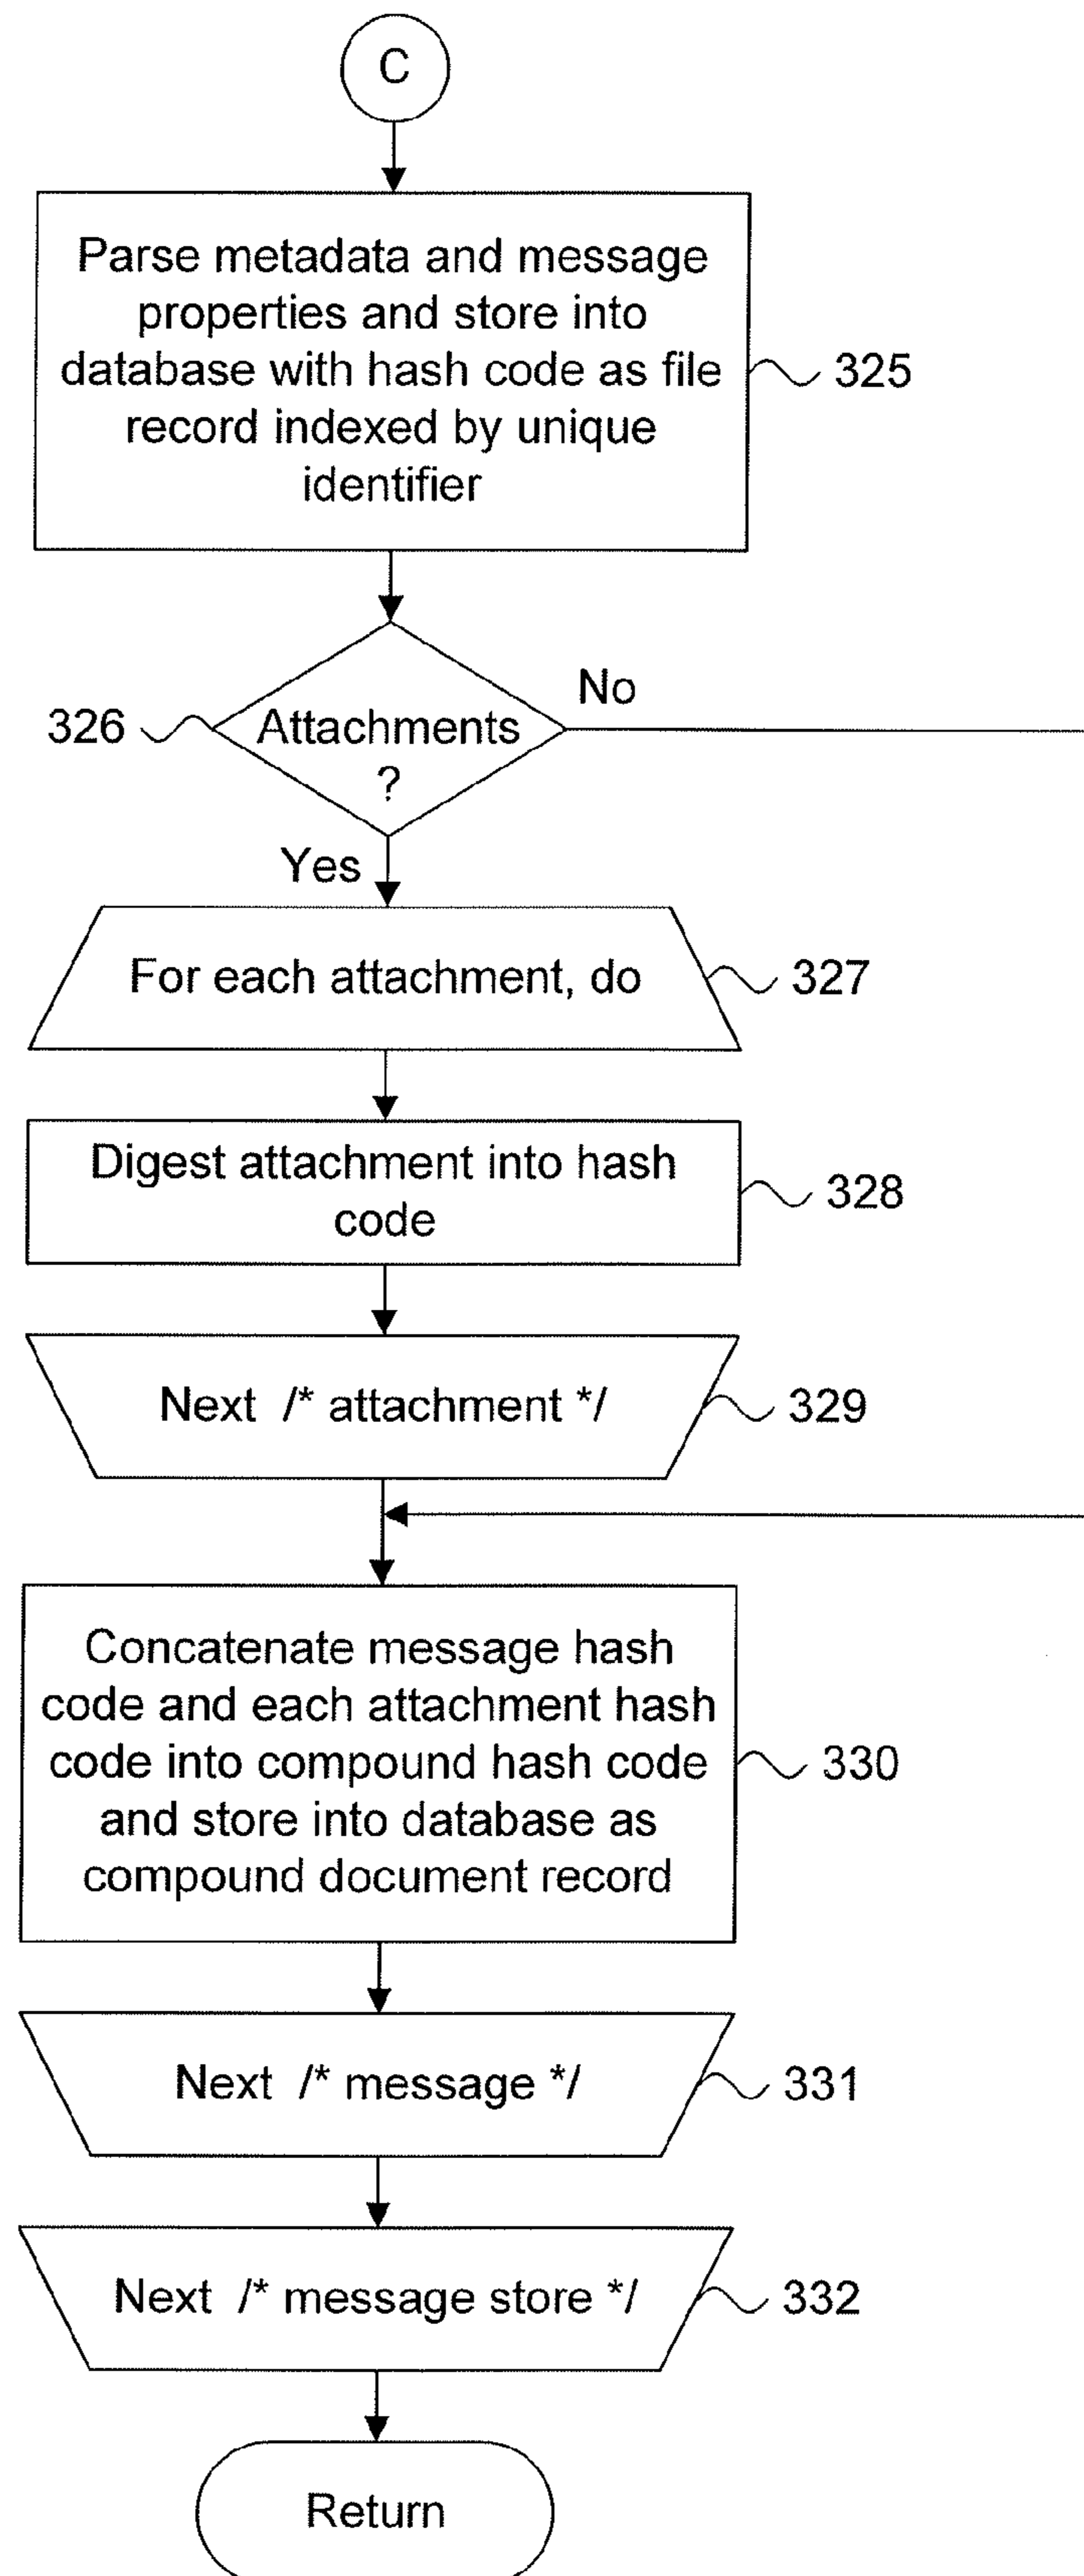 C
Parse metadata and message
properties and store into
database with hash code as file
record indexed by unique
identifier
325
326
Attachments
?
No
Yes
For each attachment, do
327
Digest attachment into hash
code
328
Next /* attachment */
329
Concatenate message hash
code and each attachment hash
code into compound hash code
and store into database as
compound document record
330
Next /* message */
331
Next /* message store */
332
Return